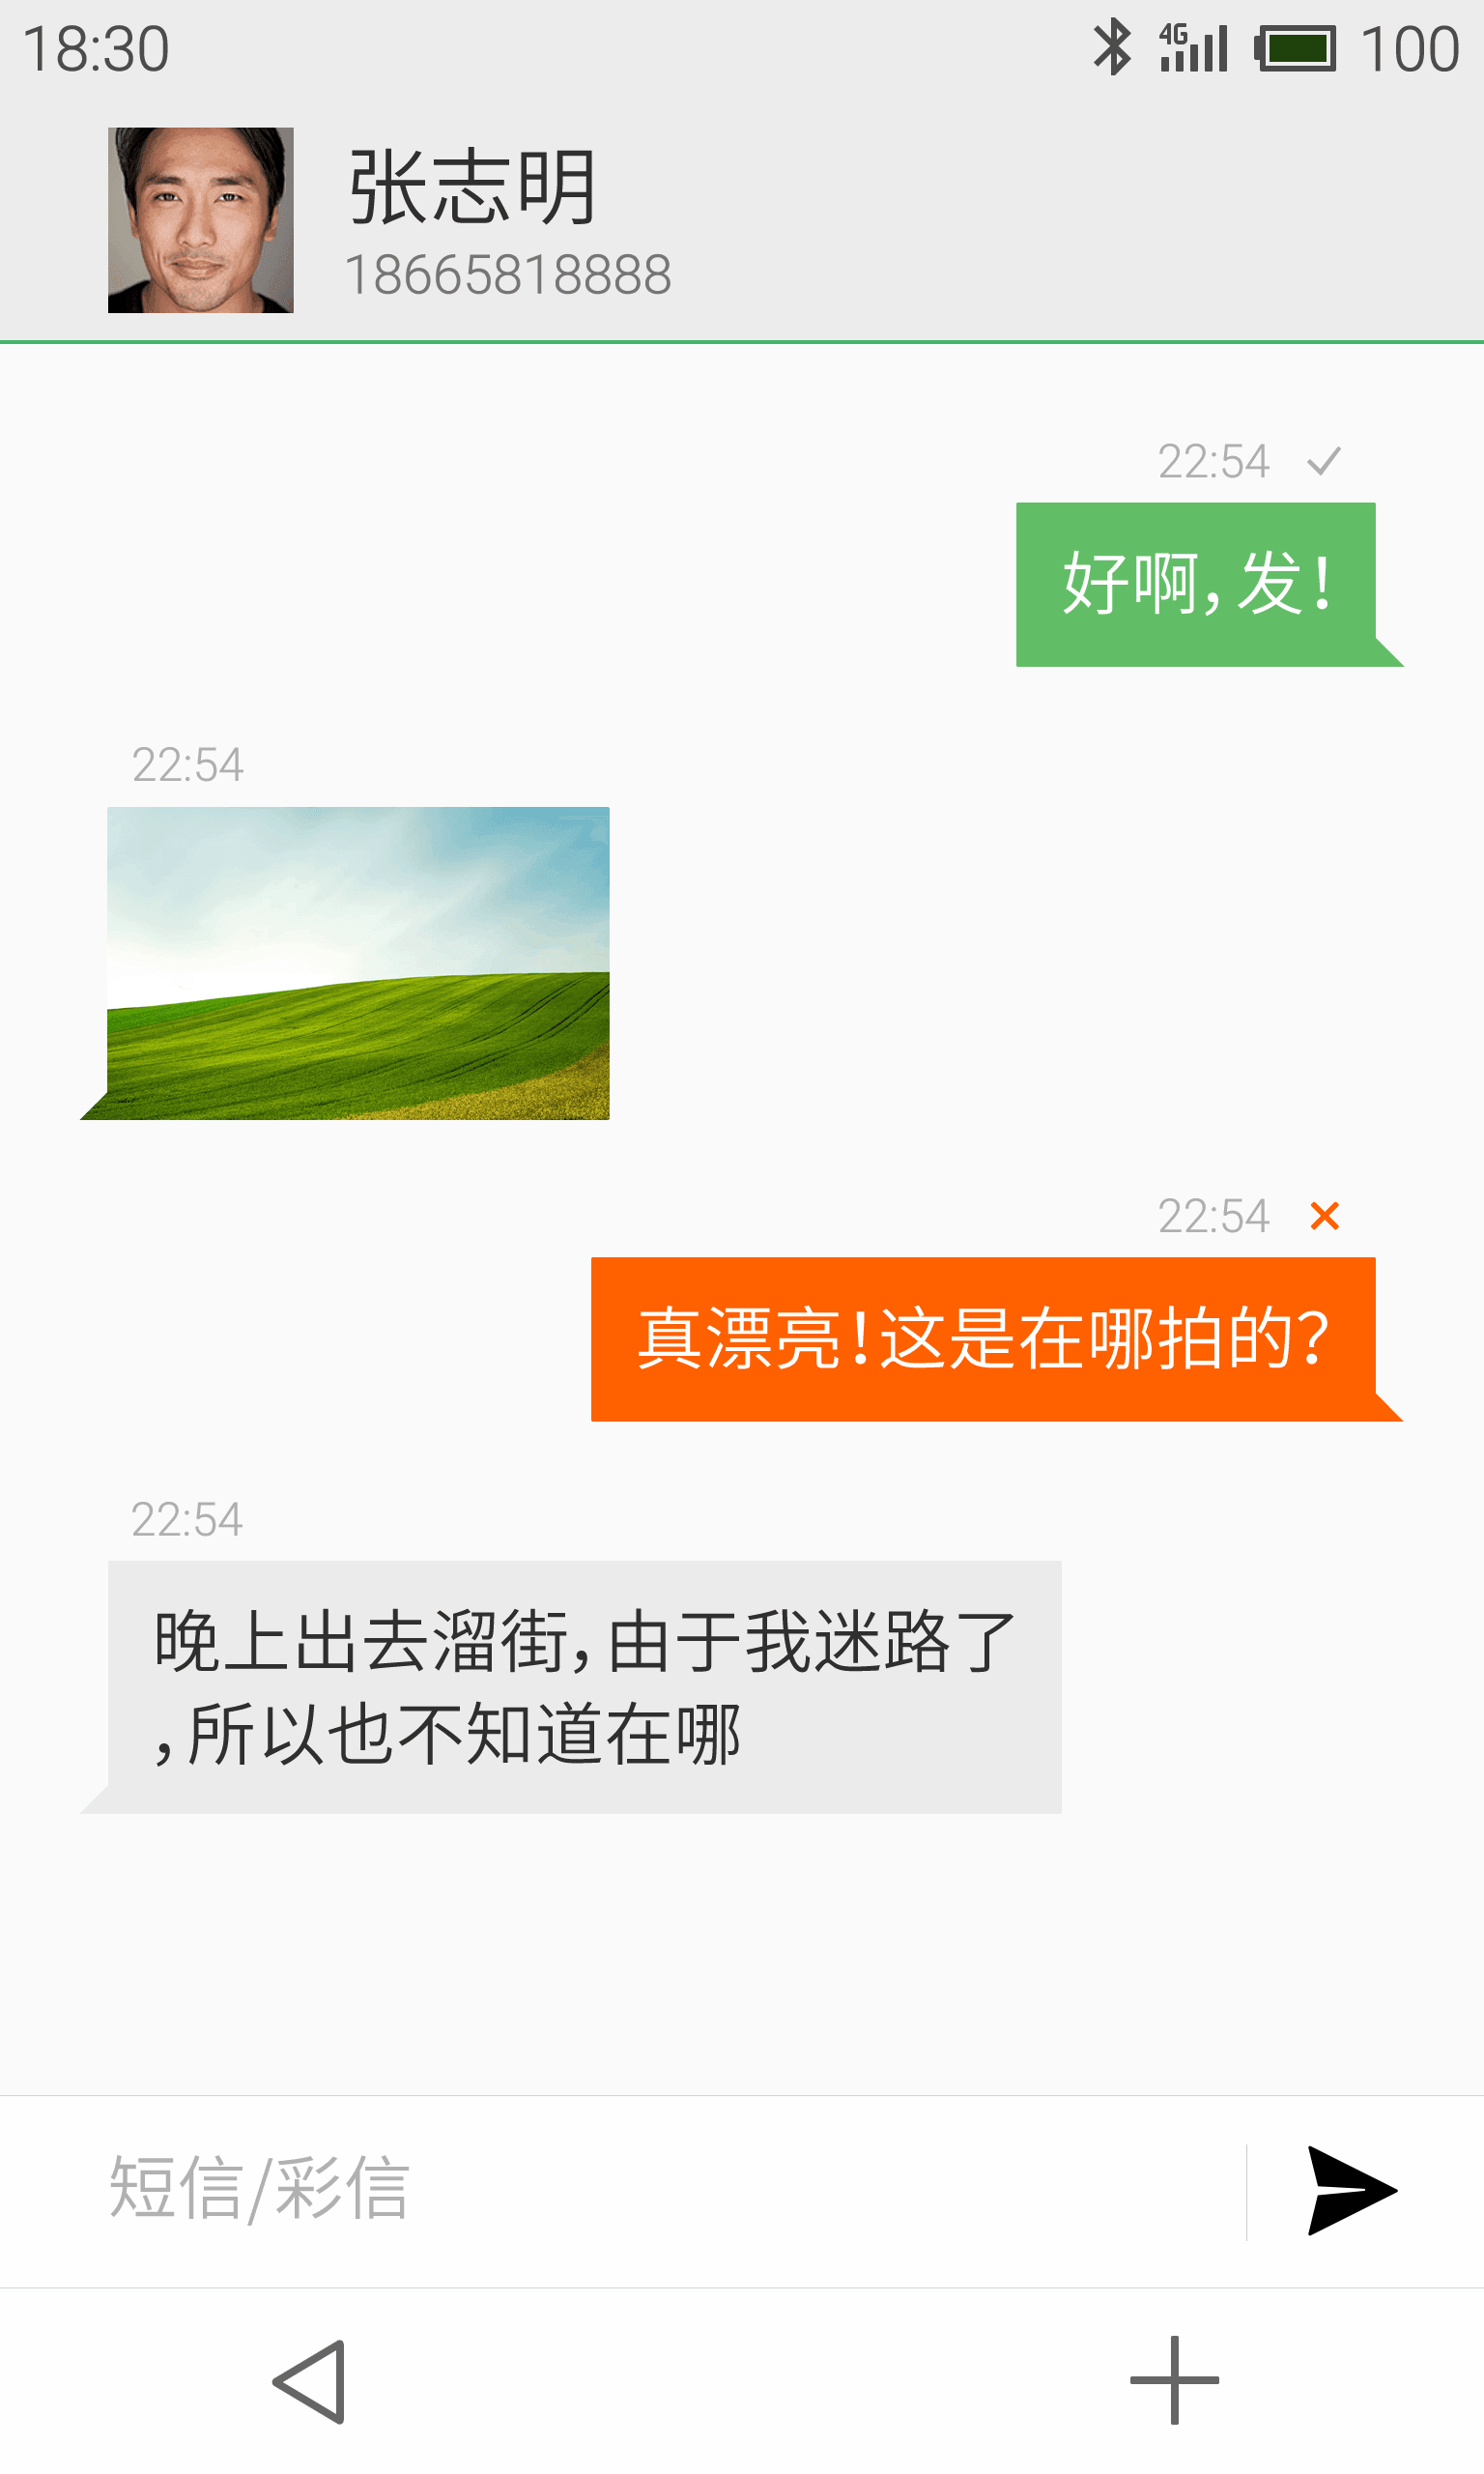 18:30 4G 100
张志明
18665818888
22:54
好啊,发!
22:54
22:54
真漂亮!这是在哪拍的?
22:54
晚上出去溜街,由于我迷路了
,所以也不知道在哪
短信/彩信